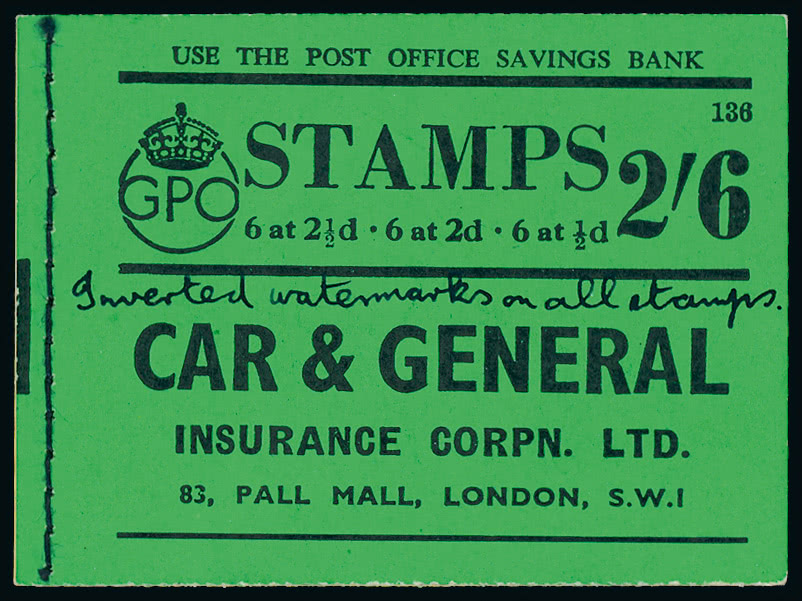 USE THE POST OFFICE SAVINGS BANK
136
GPO
STAMPS 2/6
6 at 2½d · 6 at 2d · 6 at ½d
Inverted watermarks on all stamps.
CAR & GENERAL
INSURANCE CORPN. LTD.
83, PALL MALL, LONDON, S.W.1